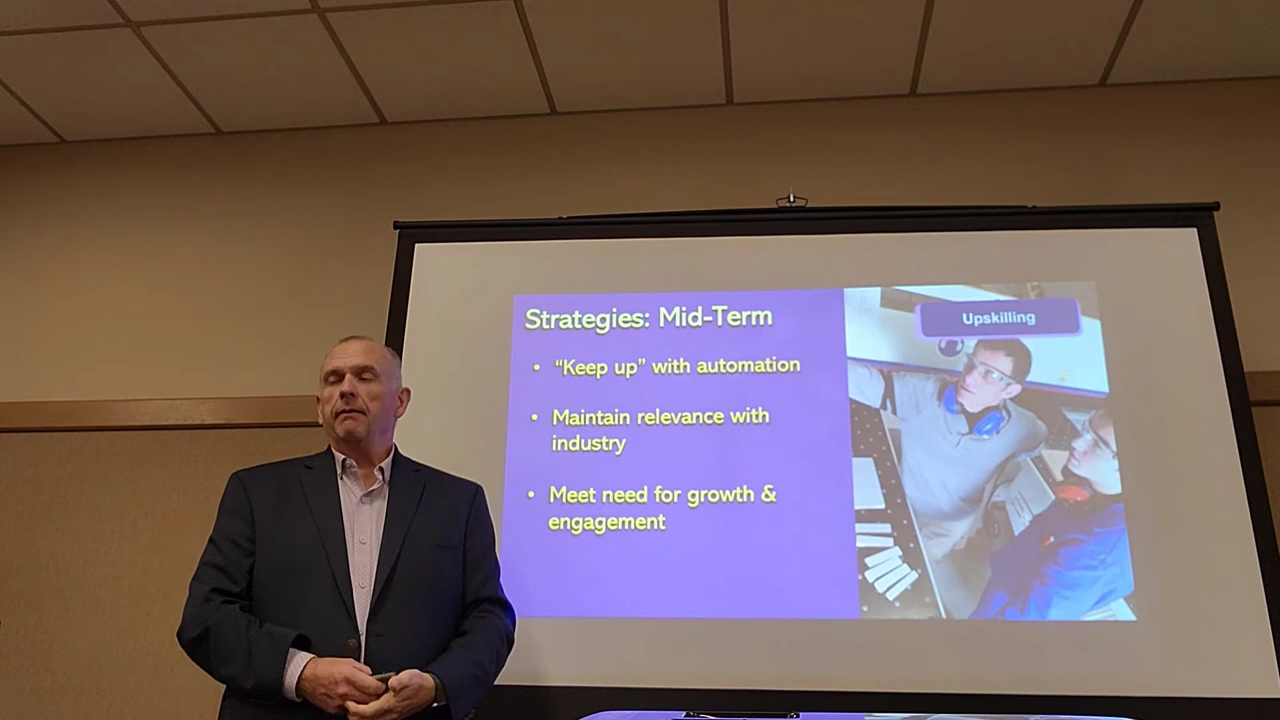 Strategies: Mid-Term
• “Keep up” with automation
• Maintain relevance with
industry
• Meet need for growth &
engagement
Upskilling